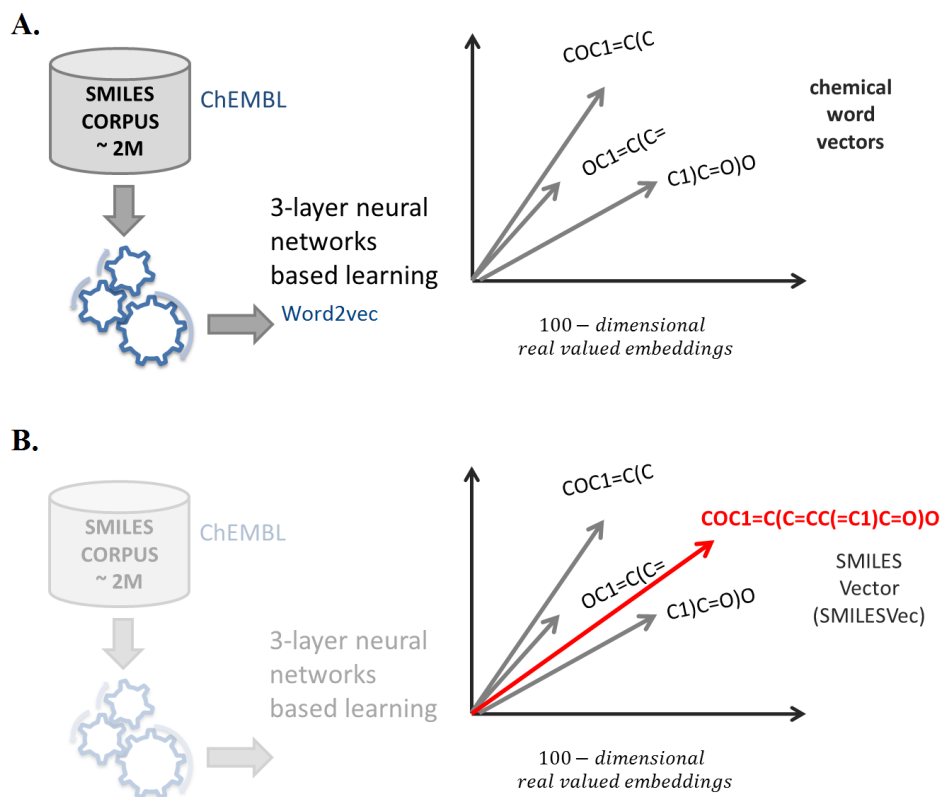 A.
SMILES
CORPUS
~ 2M
ChEMBL
3-layer neural
networks
based learning
Word2vec
COC1=C(C
OC1=C(C=
C1)C=O)O
chemical
word
vectors
100 − dimensional
real valued embeddings
B.
SMILES
CORPUS
~ 2M
ChEMBL
3-layer neural
networks
based learning
COC1=C(C
OC1=C(C=
C1)C=O)O
COC1=C(C=CC(=C1)C=O)O
SMILES
Vector
(SMILESVec)
100 − dimensional
real valued embeddings